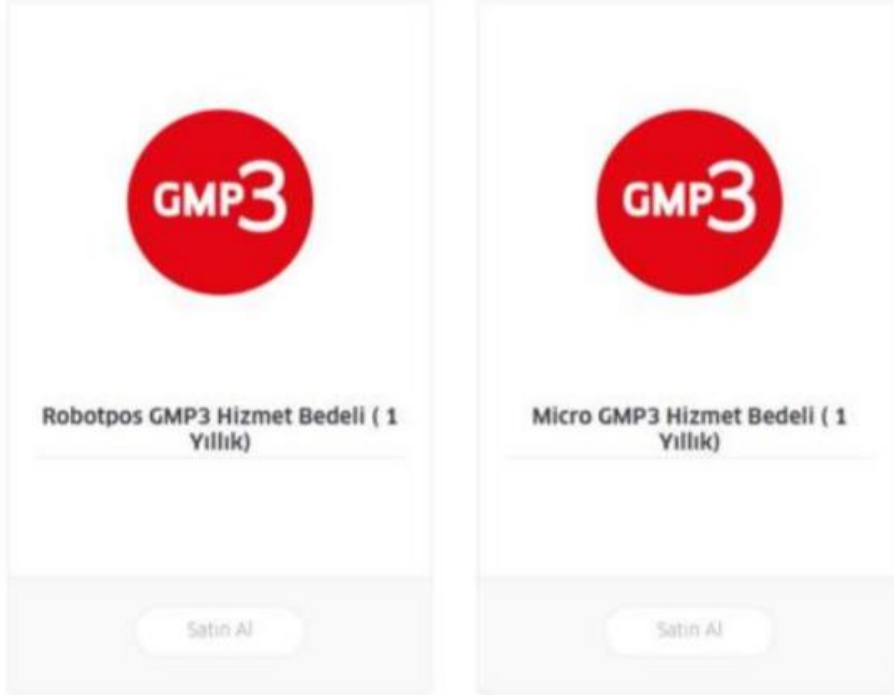 GMP3
Robotpos GMP3 Hizmet Bedeli ( 1
Yıllık)
Satın Al
GMP3
Micro GMP3 Hizmet Bedeli ( 1
Yıllık)
Satın Al